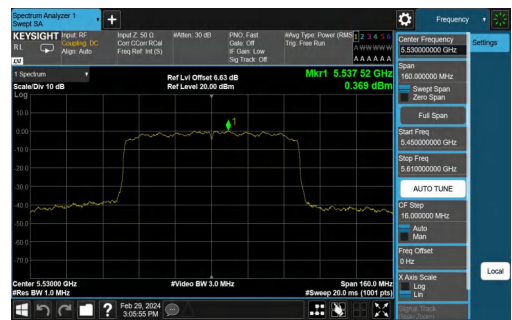 Spectrum Analyzer 1
Swept SA
Frequency
KEYSIGHT
RL
Input: RF
Coupling: DC
Align: Auto
Input Z: 50 Ω
Corr CCorr RCal
Freq Ref: Int (S)
#Atten: 30 dB
PNO: Fast
Gate: Off
IF Gain: Low
Sig Track: Off
#Avg Type: Power (RMS)
Trig: Free Run
1 2 3 4 5 6
A W W W W W
A A A A A A
LV
1 Spectrum
Scale/Div 10 dB
Log
Ref Lvl Offset 6.63 dB
Ref Level 20.00 dBm
Mkr1 5.537 52 GHz
0.369 dBm
1
10.0
0.00
-10.0
-20.0
-30.0
-40.0
-50.0
-60.0
-70.0
Center 5.53000 GHz
#Res BW 1.0 MHz
#Video BW 3.0 MHz
Span 160.0 MHz
#Sweep 20.0 ms (1001 pts)
Center Frequency
5.530000000 GHz
Settings
Span
160.000000 MHz
Swept Span
Zero Span
Full Span
Start Freq
5.450000000 GHz
Stop Freq
5.610000000 GHz
AUTO TUNE
CF Step
16.000000 MHz
Auto
Man
Freq Offset
0 Hz
X Axis Scale
Log
Lin
Local
Signal Track
Feb 29, 2024
3:05:55 PM